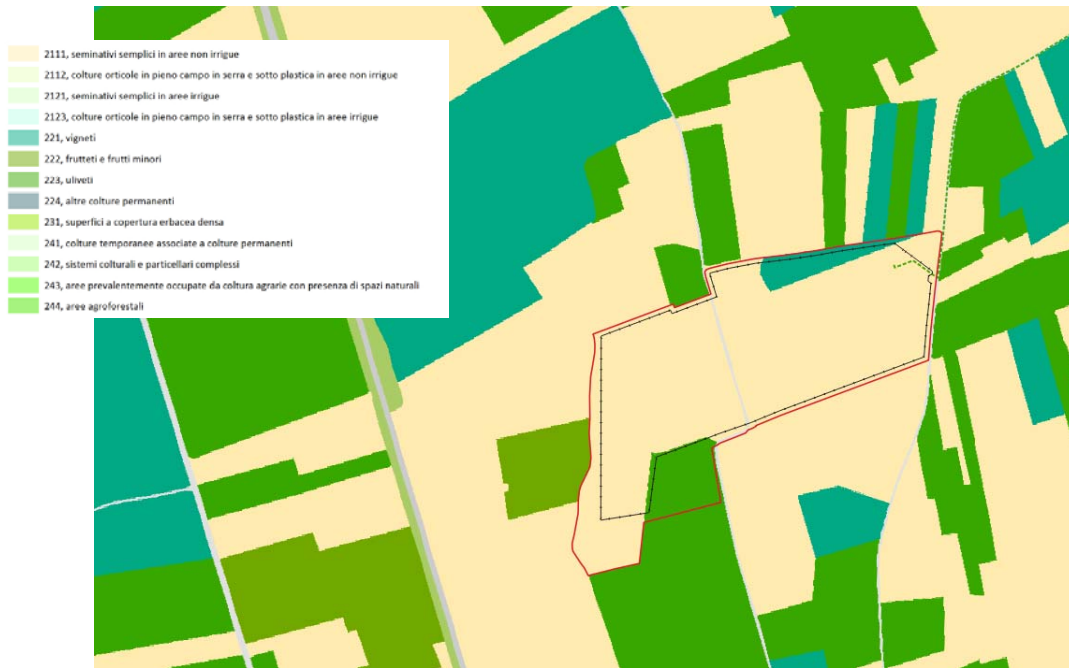 2111, seminativi semplici in aree non irrigue
2112, colture orticole in pieno campo in serra e sotto plastica in aree non irrigue
2121, seminativi semplici in aree irrigue
2123, colture orticole in pieno campo in serra e sotto plastica in aree irrigue
221, vigneti
222, frutteti e frutti minori
223, uliveti
224, altre colture permanenti
231, superfici a copertura erbacea densa
241, colture temporanee associate a colture permanenti
242, sistemi colturali e particellari complessi
243, aree prevalentemente occupate da coltura agrarie con presenza di spazi naturali
244, aree agroforestali